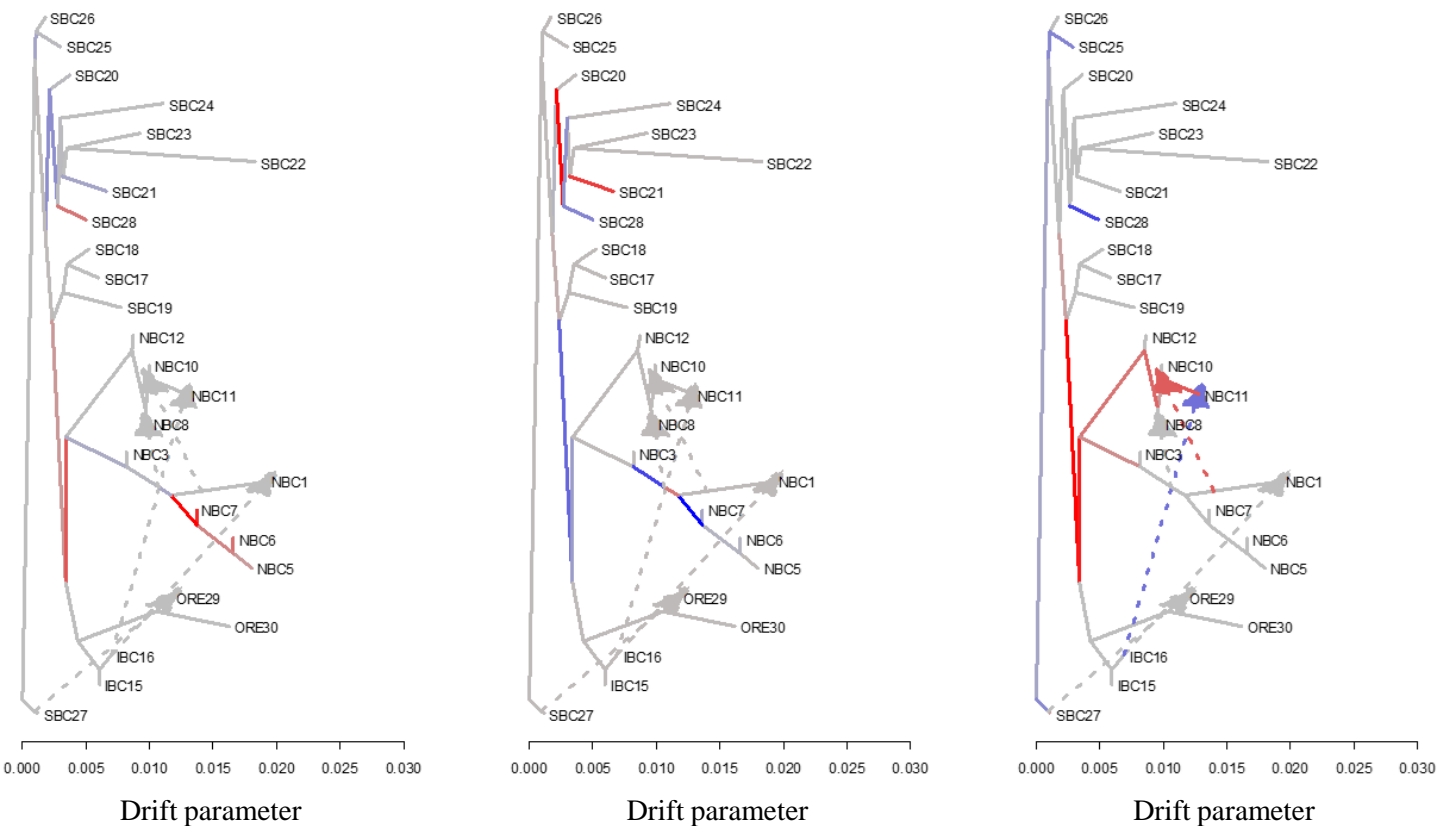 SBC26
SBC25
SBC20
SBC24
SBC23
SBC22
SBC21
SBC28
SBC18
SBC17
SBC19
NBC12
NBC10
NBC11
NBC8
NBC3
NBC1
NBC7
NBC6
NBC5
ORE29
ORE30
IBC16
IBC15
SBC27
0.000 0.005 0.010 0.015 0.020 0.025 0.030
Drift parameter
SBC26
SBC25
SBC20
SBC24
SBC23
SBC22
SBC21
SBC28
SBC18
SBC17
SBC19
NBC12
NBC10
NBC11
NBC8
NBC3
NBC1
NBC7
NBC6
NBC5
ORE29
ORE30
IBC16
IBC15
SBC27
0.000 0.005 0.010 0.015 0.020 0.025 0.030
Drift parameter
SBC26
SBC25
SBC20
SBC24
SBC23
SBC22
SBC21
SBC28
SBC18
SBC17
SBC19
NBC12
NBC10
NBC11
NBC8
NBC3
NBC1
NBC7
NBC6
NBC5
ORE29
ORE30
IBC16
IBC15
SBC27
0.000 0.005 0.010 0.015 0.020 0.025 0.030
Drift parameter